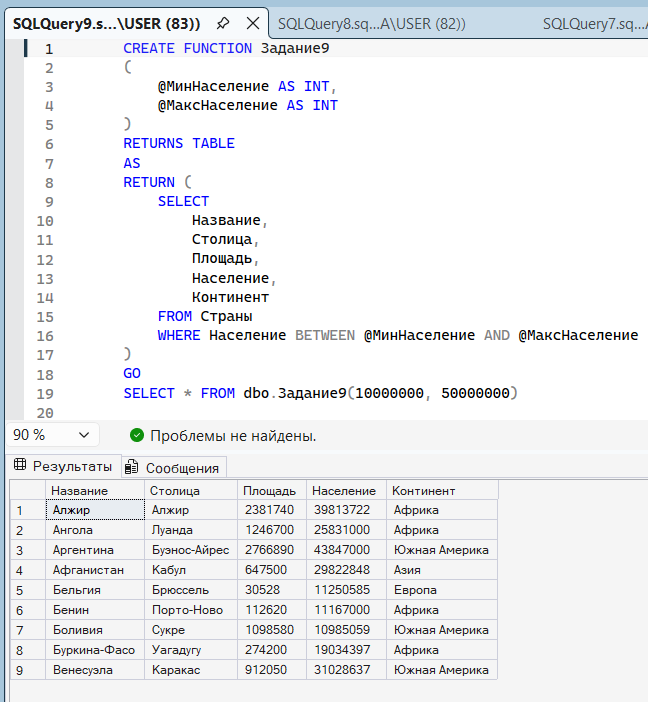 SQLQuery9.s...\USER (83)) SQLQuery8.sq...A\USER (82)) SQLQuery7.sq...A
1 CREATE FUNCTION Задание9
2 (
3 @МинНаселение AS INT,
4 @МаксНаселение AS INT
5 )
6 RETURNS TABLE
7 AS
8 RETURN (
9 SELECT
10 Название,
11 Столица,
12 Площадь,
13 Население,
14 Континент
15 FROM Страны
16 WHERE Население BETWEEN @МинНаселение AND @МаксНаселение
17 )
18 GO
19 SELECT * FROM dbo.Задание9(10000000, 50000000)
20
90 % Проблемы не найдены.
Результаты Сообщения
Название Столица Площадь Население Континент
1 Алжир Алжир 2381740 39813722 Африка
2 Ангола Луанда 1246700 25831000 Африка
3 Аргентина Буэнос-Айрес 2766890 43847000 Южная Америка
4 Афганистан Кабул 647500 29822848 Азия
5 Бельгия Брюссель 30528 11250585 Европа
6 Бенин Порто-Ново 112620 11167000 Африка
7 Боливия Сукре 1098580 10985059 Южная Америка
8 Буркина-Фасо Уагадугу 274200 19034397 Африка
9 Венесуэла Каракас 912050 31028637 Южная Америка